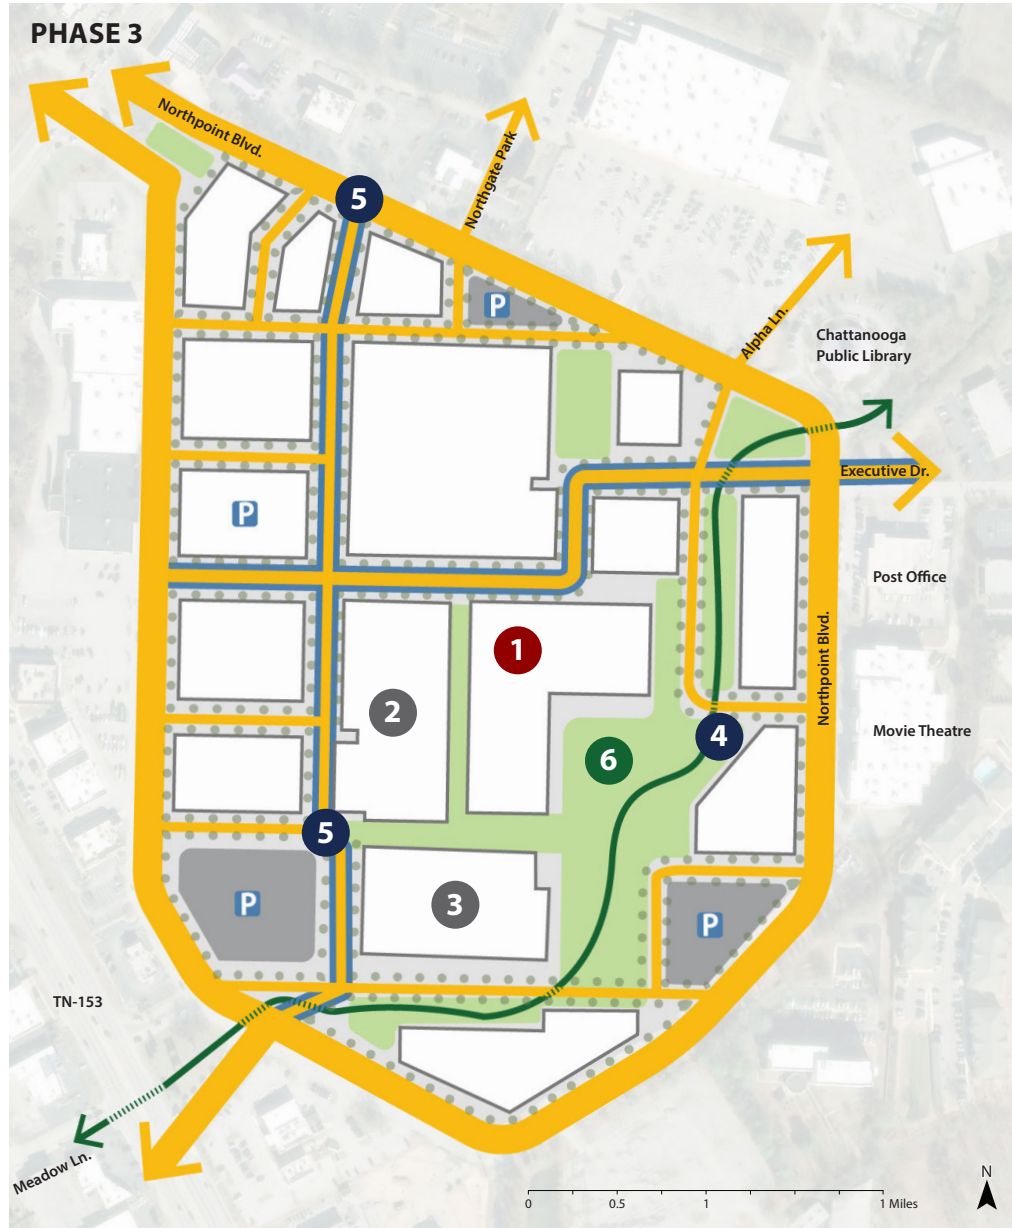 PHASE 3
Northpoint Blvd.
Northgate Park
5
P
Alpha Ln.
Chattanooga
Public Library
Executive Dr.
P
Post Office
1
Northpoint Blvd.
2
4
Movie Theatre
6
5
3
P
P
TN-153
Meadow Ln.
N
0
0.5
1
1 Miles